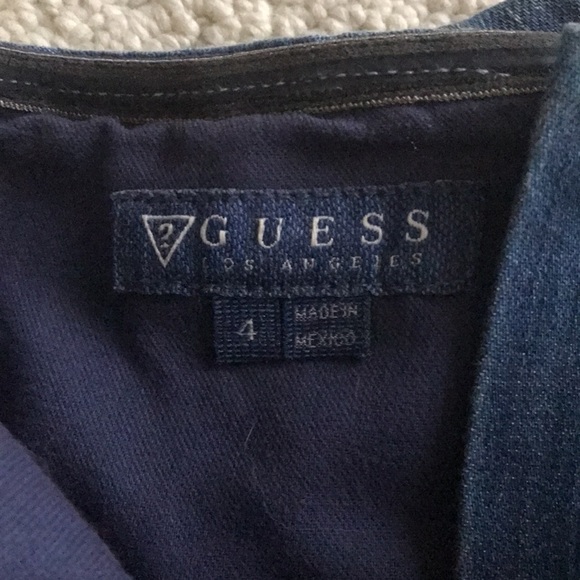 ? GUESS
LOS ANGELES
4
MADE IN
MEXICO